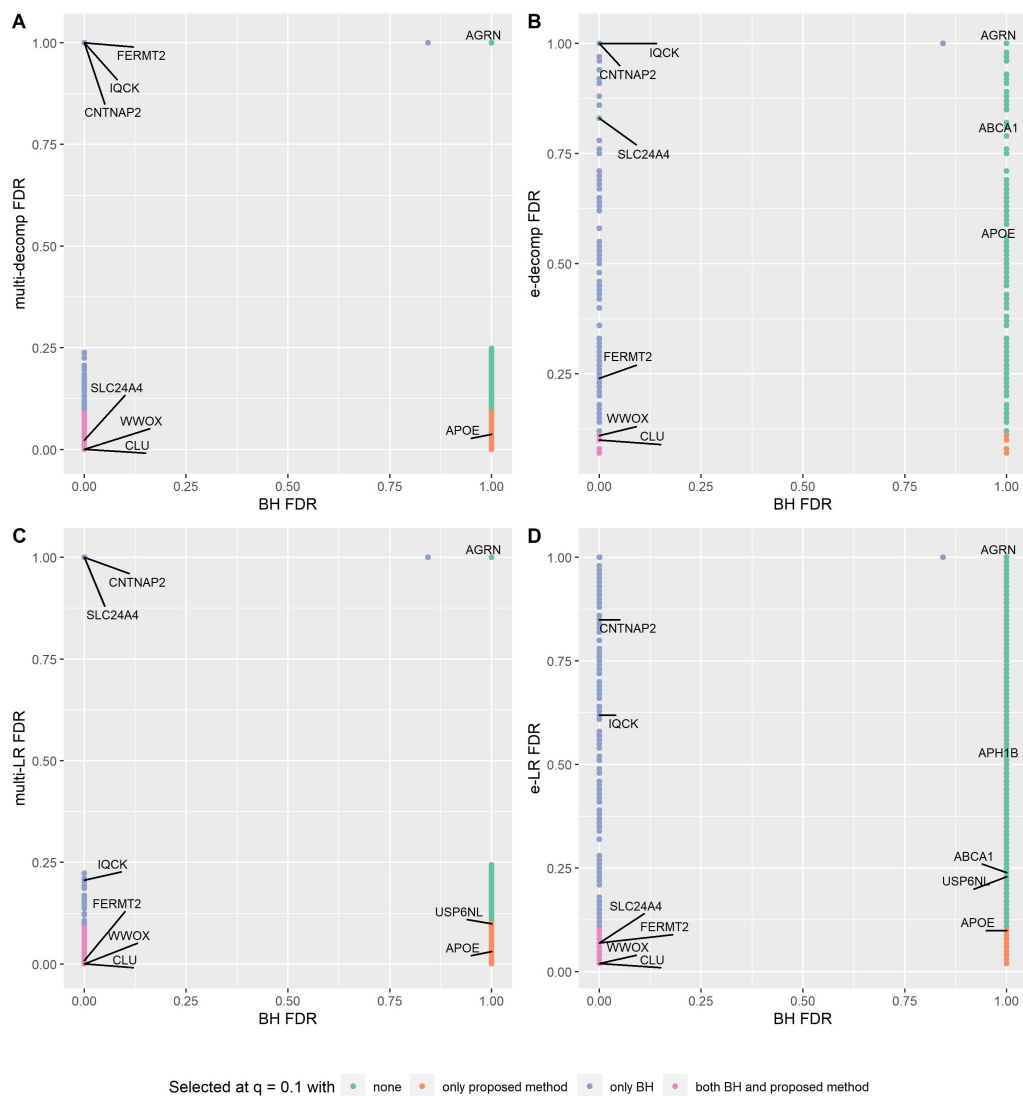 A
multi-decomp FDR
1.00
0.75
0.50
0.25
0.00
AGRN
FERMT2
IQCK
CNTNAP2
SLC24A4
WWOX
CLU
APOE
0.00 0.25 0.50 0.75 1.00
BH FDR
B
e-decomp FDR
1.00
0.75
0.50
0.25
AGRN
IQCK
CNTNAP2
ABCA1
SLC24A4
APOE
FERMT2
WWOX
CLU
0.00 0.25 0.50 0.75 1.00
BH FDR
C
multi-LR FDR
1.00
0.75
0.50
0.25
0.00
AGRN
CNTNAP2
SLC24A4
IQCK
FERMT2
USP6NL
WWOX
APOE
CLU
0.00 0.25 0.50 0.75 1.00
BH FDR
D
e-LR FDR
1.00
0.75
0.50
0.25
0.00
AGRN
CNTNAP2
IQCK
APH1B
ABCA1
USP6NL
SLC24A4
FERMT2
APOE
WWOX
CLU
0.00 0.25 0.50 0.75 1.00
BH FDR
Selected at q = 0.1 with none only proposed method only BH both BH and proposed method